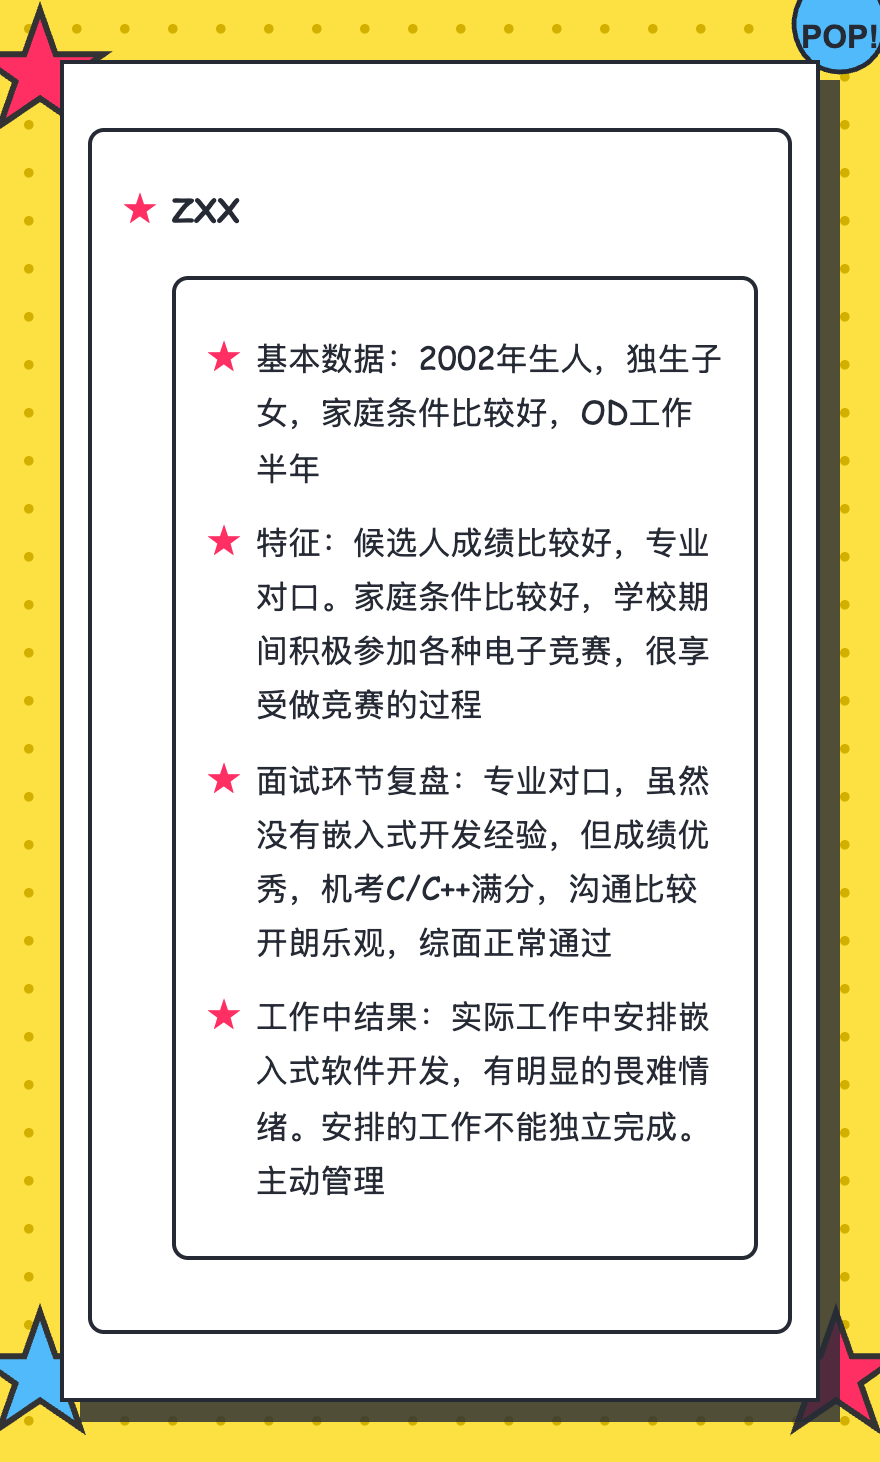 POP!
ZXX
基本数据：2002年生人，独生子
女，家庭条件比较好，OD工作
半年
特征：候选人成绩比较好，专业
对口。家庭条件比较好，学校期
间积极参加各种电子竞赛，很享
受做竞赛的过程
面试环节复盘：专业对口，虽然
没有嵌入式开发经验，但成绩优
秀，机考C/C++满分，沟通比较
开朗乐观，综面正常通过
工作中结果：实际工作中安排嵌
入式软件开发，有明显的畏难情
绪。安排的工作不能独立完成。
主动管理